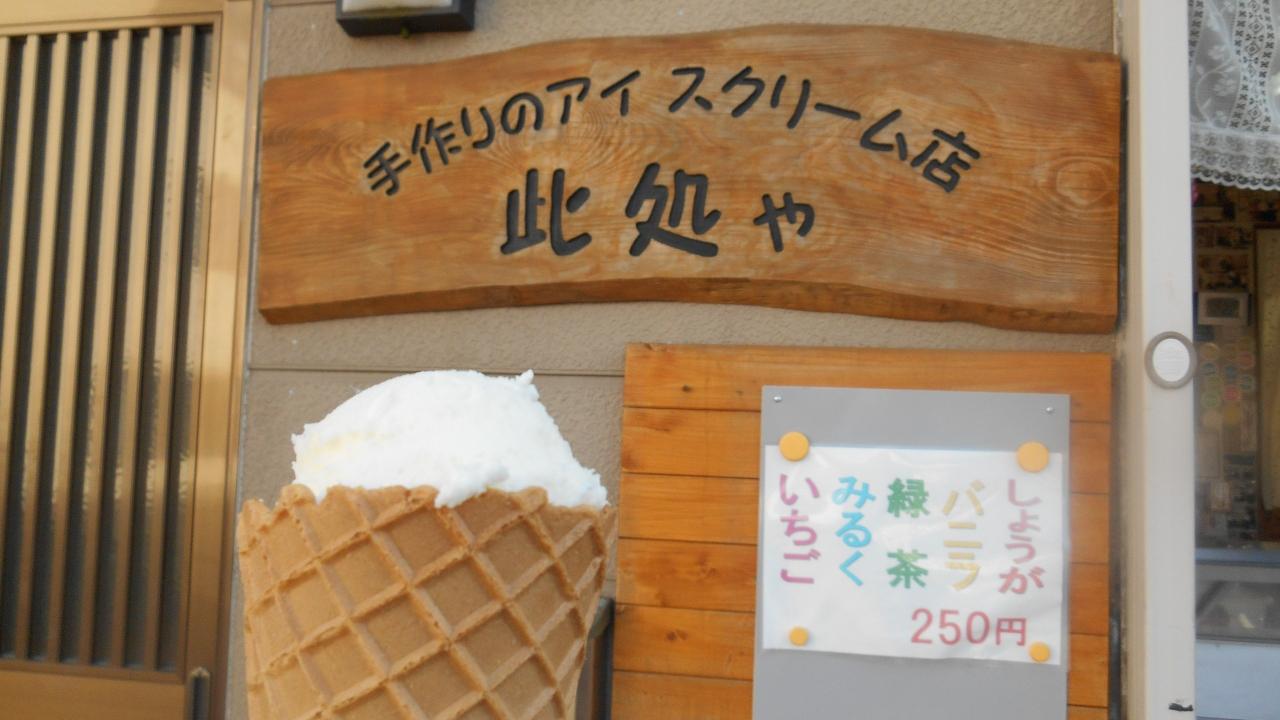 手作りのアイスクリーム店
此処や
しょうが
バニラ
緑茶
みるく
いちご
250円